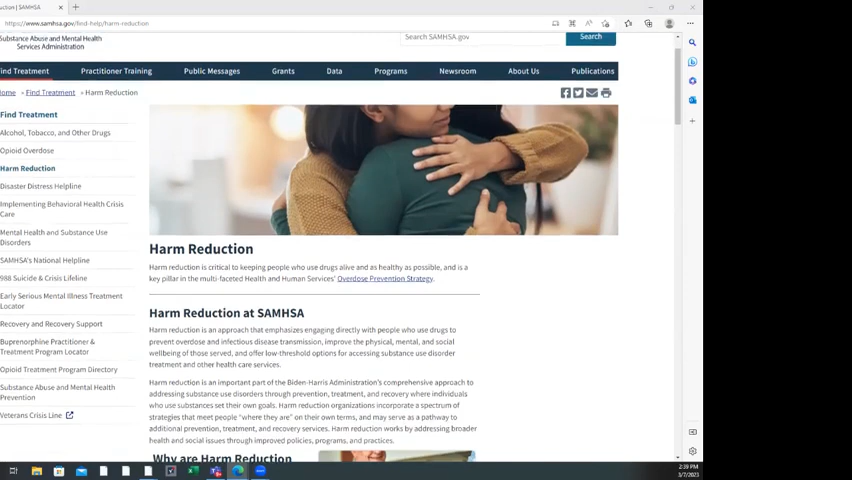 uction | SAMHSA
https://www.samhsa.gov/find-help/harm-reduction
Substance Abuse and Mental Health
Services Administration
Search SAMHSA.gov
Search
ind Treatment
Practitioner Training
Public Messages
Grants
Data
Programs
Newsroom
About Us
Publications
ome » Find Treatment » Harm Reduction
Find Treatment
Alcohol, Tobacco, and Other Drugs
Opioid Overdose
Harm Reduction
Disaster Distress Helpline
Implementing Behavioral Health Crisis
Care
Mental Health and Substance Use
Disorders
SAMHSA's National Helpline
988 Suicide & Crisis Lifeline
Early Serious Mental Illness Treatment
Locator
Recovery and Recovery Support
Buprenorphine Practitioner &
Treatment Program Locator
Opioid Treatment Program Directory
Substance Abuse and Mental Health
Prevention
Veterans Crisis Line
Harm Reduction
Harm reduction is critical to keeping people who use drugs alive and as healthy as possible, and is a
key pillar in the multi-faceted Health and Human Services' Overdose Prevention Strategy.
Harm Reduction at SAMHSA
Harm reduction is an approach that emphasizes engaging directly with people who use drugs to
prevent overdose and infectious disease transmission, improve the physical, mental, and social
wellbeing of those served, and offer low-threshold options for accessing substance use disorder
treatment and other health care services.
Harm reduction is an important part of the Biden-Harris Administration's comprehensive approach to
addressing substance use disorders through prevention, treatment, and recovery where individuals
who use substances set their own goals. Harm reduction organizations incorporate a spectrum of
strategies that meet people "where they are" on their own terms, and may serve as a pathway to
additional prevention, treatment, and recovery services. Harm reduction works by addressing broader
health and social issues through improved policies, programs, and practices.
Why are Harm Reduction
2:39 PM
3/7/2023